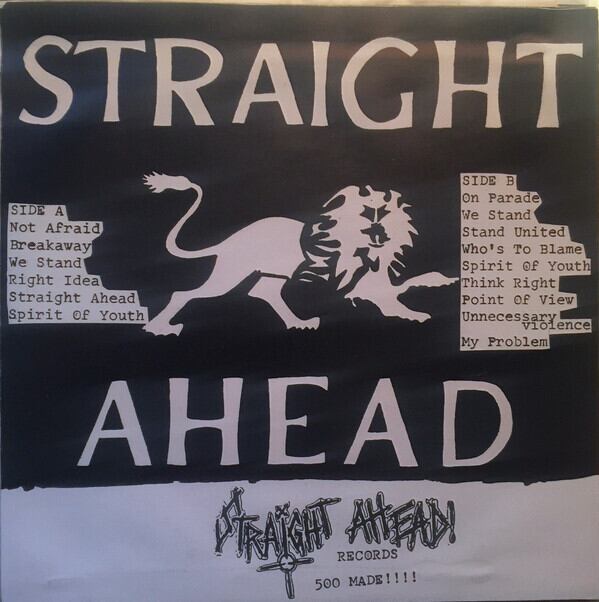 STRAIGHT
SIDE A
Not Afraid
Breakaway
We Stand
Right Idea
Straight Ahead
Spirit Of Youth
SIDE B
On Parade
We Stand
Stand United
Who's To Blame
Spirit Of Youth
Think Right
Point Of View
Unnecessary
violence
My Problem
AHEAD
STRAIGHT AHEAD!
RECORDS
500 MADE!!!!